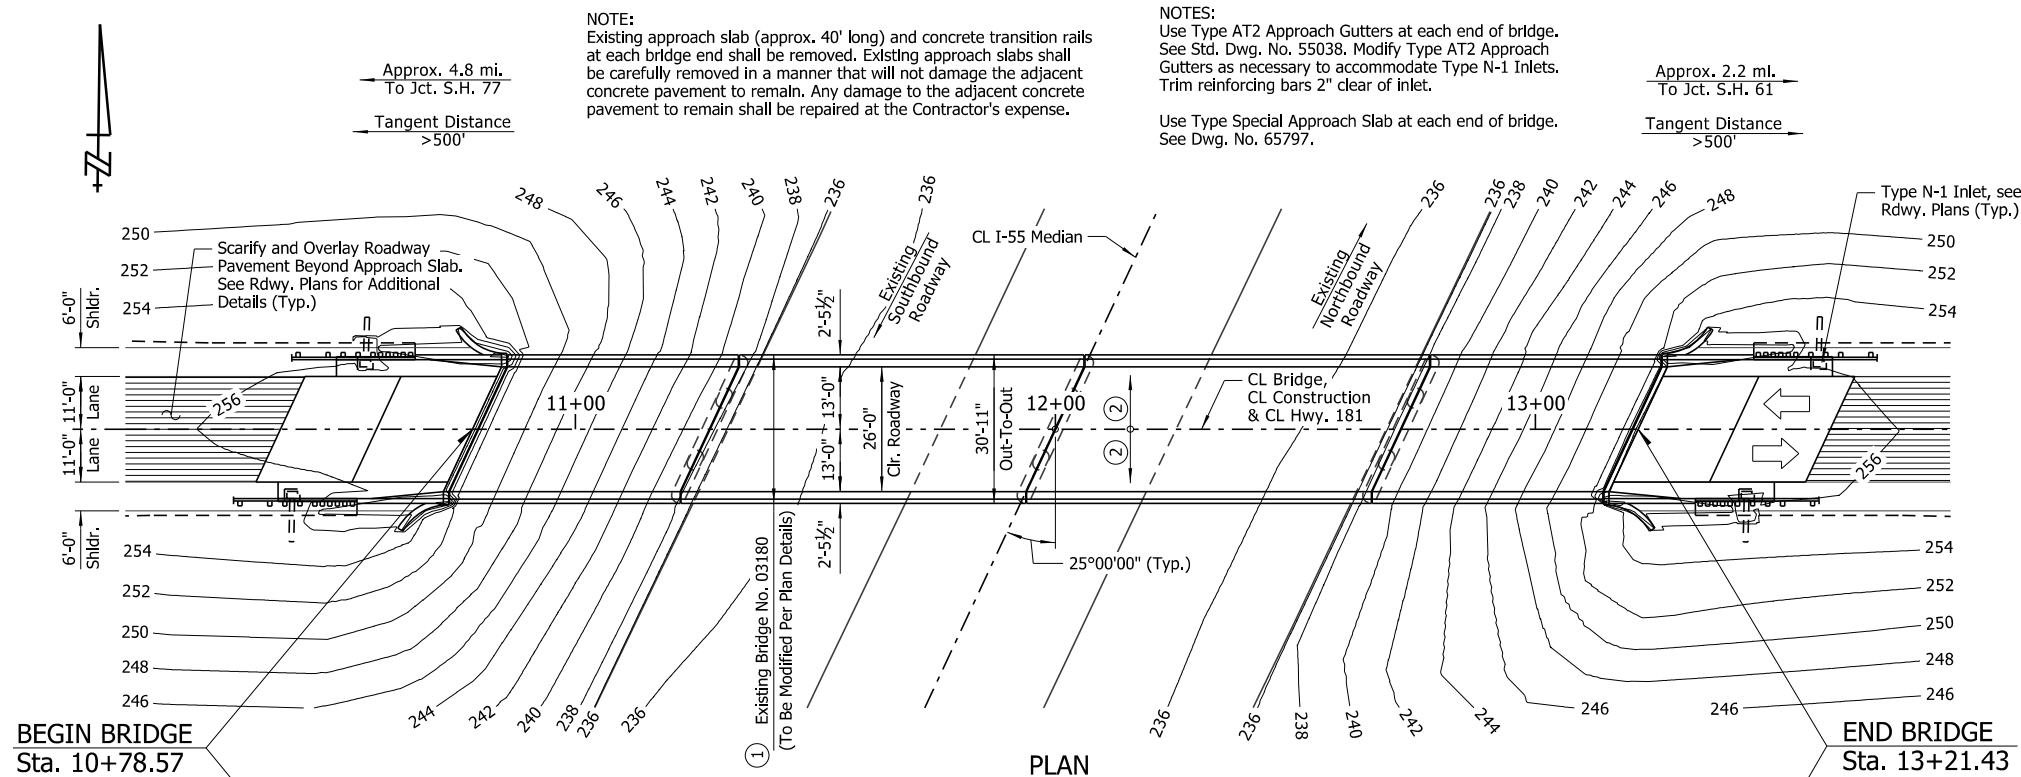 NOTE:
Existing approach slab (approx. 40' long) and concrete transition rails
at each bridge end shall be removed. Existing approach slabs shall
be carefully removed in a manner that will not damage the adjacent
concrete pavement to remain. Any damage to the adjacent concrete
pavement to remain shall be repaired at the Contractor's expense.
NOTES:
Use Type AT2 Approach Gutters at each end of bridge.
See Std. Dwg. No. 55038. Modify Type AT2 Approach
Gutters as necessary to accommodate Type N-1 Inlets.
Trim reinforcing bars 2" clear of inlet.
Use Type Special Approach Slab at each end of bridge.
See Dwg. No. 65797.
N
Approx. 4.8 mi.
To Jct. S.H. 77
Tangent Distance
>500'
Approx. 2.2 mi.
To Jct. S.H. 61
Tangent Distance
>500'
248
246
244
242
240
238
236
236
236
236
238
240
242
244
246
248
Type N-1 Inlet, see
Rdwy. Plans (Typ.)
250
252
254
Scarify and Overlay Roadway
Pavement Beyond Approach Slab.
See Rdwy. Plans for Additional
Details (Typ.)
Existing
Southbound
Roadway
CL I-55 Median
Existing
Northbound
Roadway
250
252
254
6'-0"
Shldr.
11'-0"
Lane
11'-0"
Lane
6'-0"
Shldr.
256
11+00
2'-5½"
13'-0"
13'-0"
2'-5½"
26'-0"
Clr. Roadway
30'-11"
Out-To-Out
12+00
2
2
CL Bridge,
CL Construction
& CL Hwy. 181
13+00
256
25°00'00" (Typ.)
1
Existing Bridge No. 03180
(To Be Modified Per Plan Details)
254
252
250
248
246
244
242
240
238
236
236
236
236
238
240
242
244
246
246
254
252
250
248
246
BEGIN BRIDGE
Sta. 10+78.57
PLAN
END BRIDGE
Sta. 13+21.43